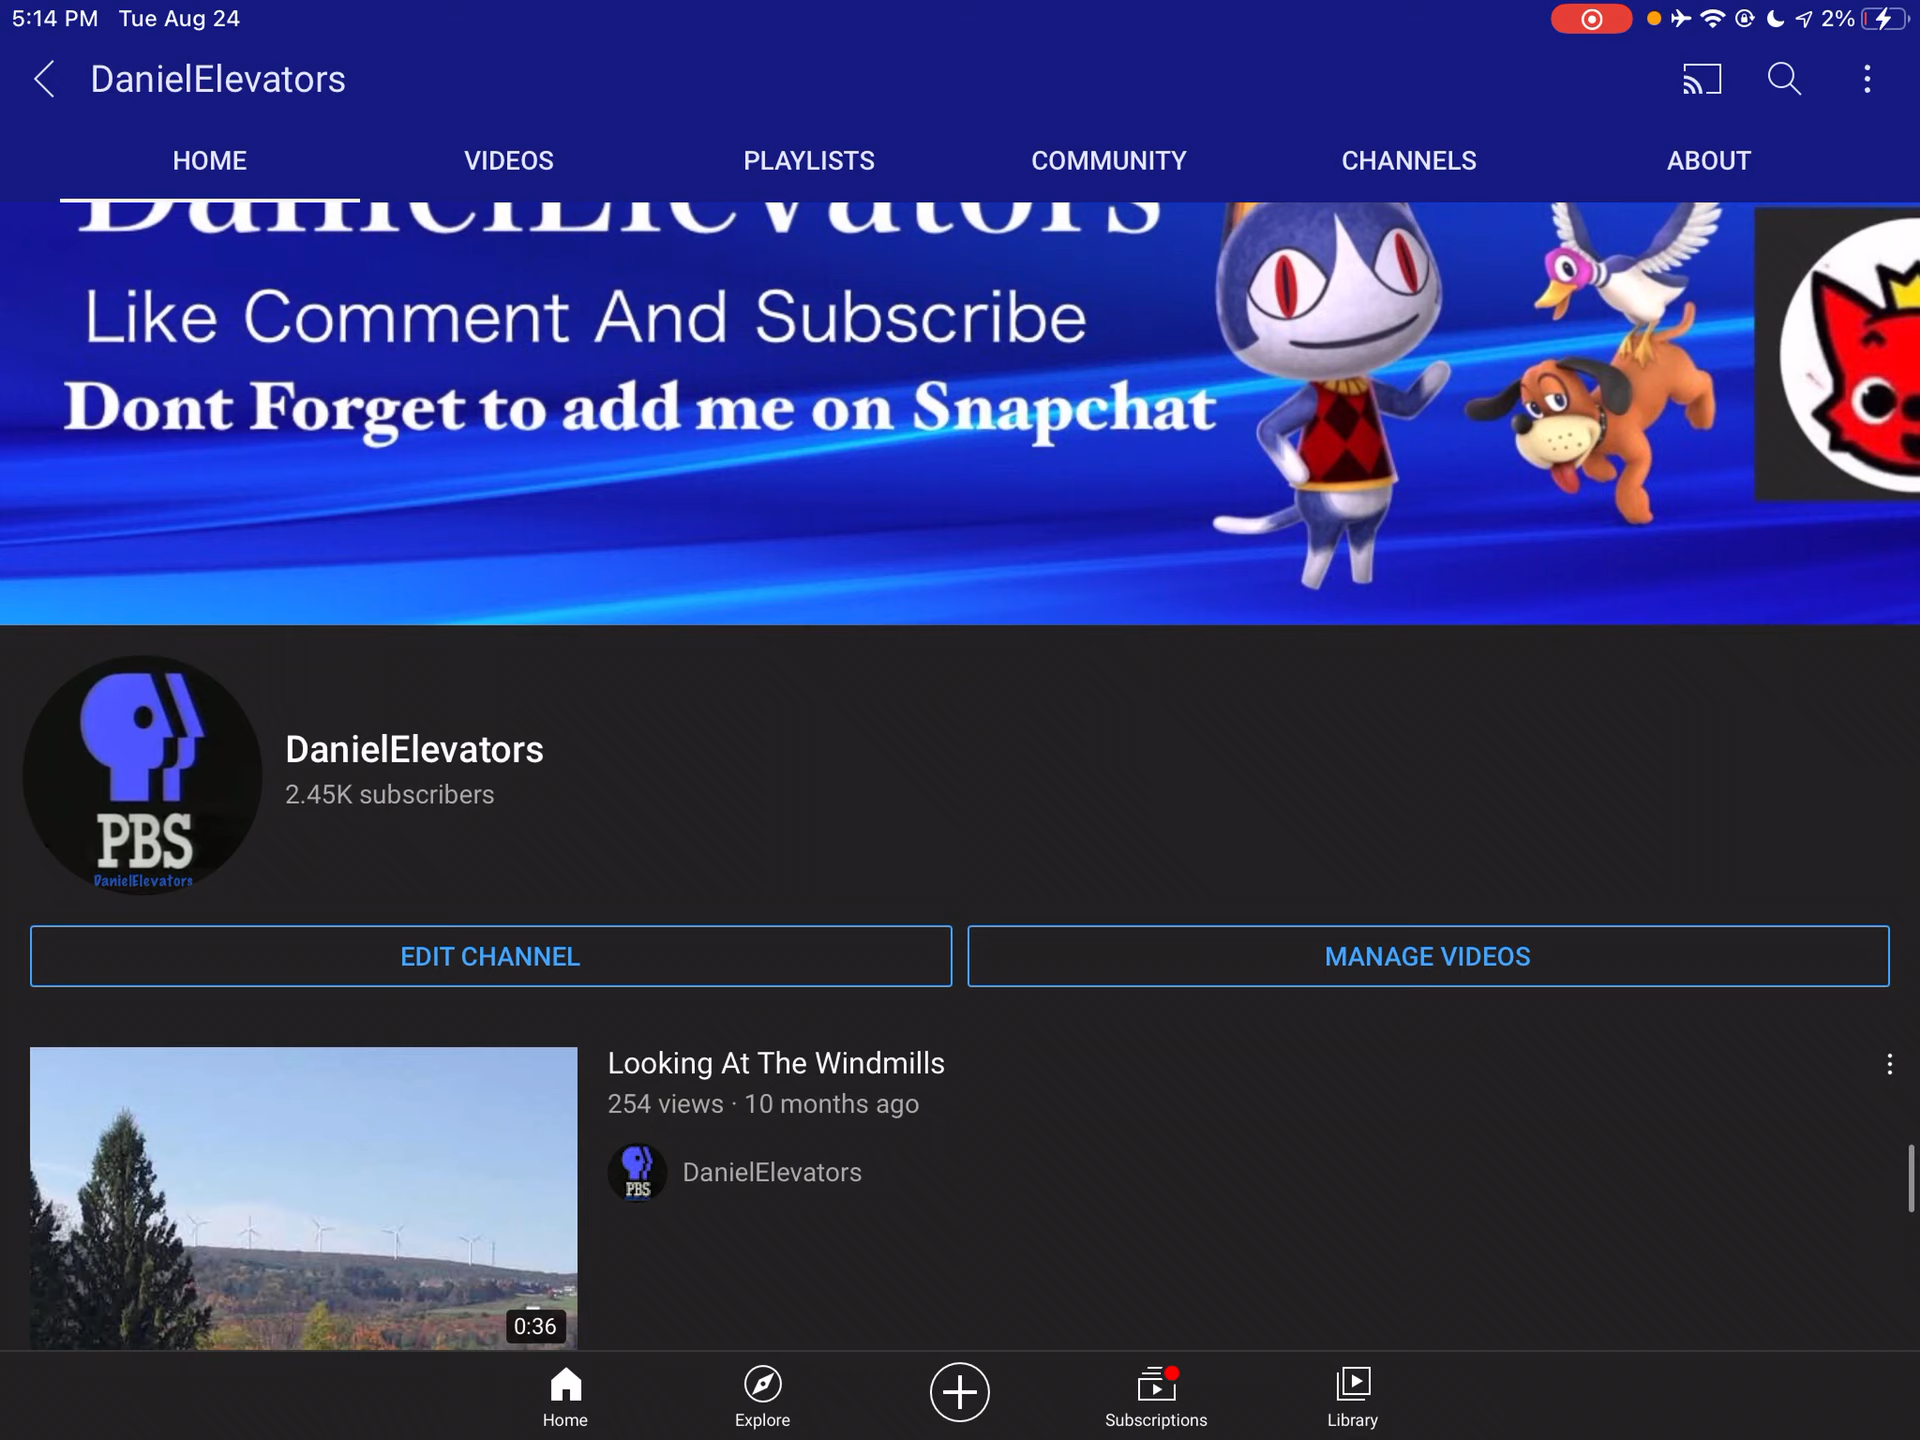 5:14 PM Tue Aug 24
2%
DanielElevators
HOME VIDEOS PLAYLISTS COMMUNITY CHANNELS ABOUT
DanielElevators
Like Comment And Subscribe
Dont Forget to add me on Snapchat
PBS
DanielElevators
DanielElevators
2.45K subscribers
EDIT CHANNEL MANAGE VIDEOS
Looking At The Windmills
254 views · 10 months ago
PBS
DanielElevators
0:36
Home Explore Subscriptions Library